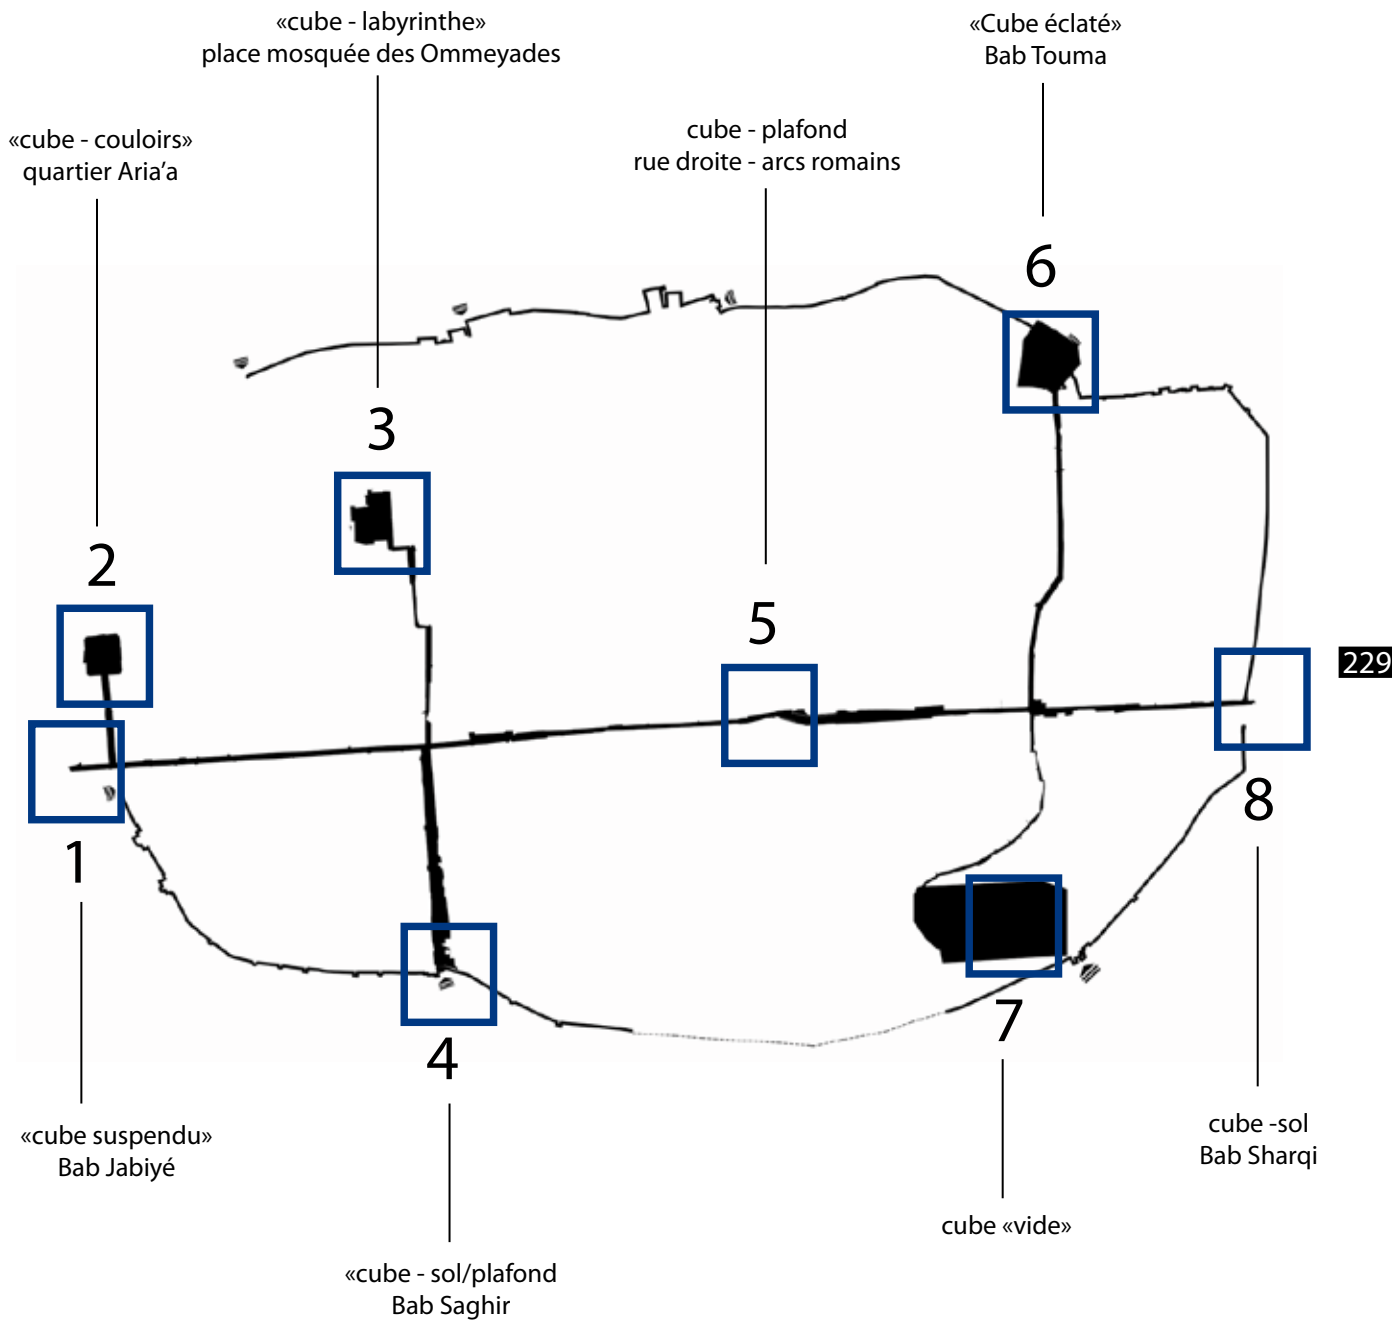 «cube - labyrinthe»
place mosquée des Ommeyades
«Cube éclaté»
Bab Touma
«cube - couloirs»
quartier Aria’a
cube - plafond
rue droite - arcs romains
6
3
2
5
229
8
1
7
4
«cube suspendu»
Bab Jabiyé
cube -sol
Bab Sharqi
cube «vide»
«cube - sol/plafond
Bab Saghir